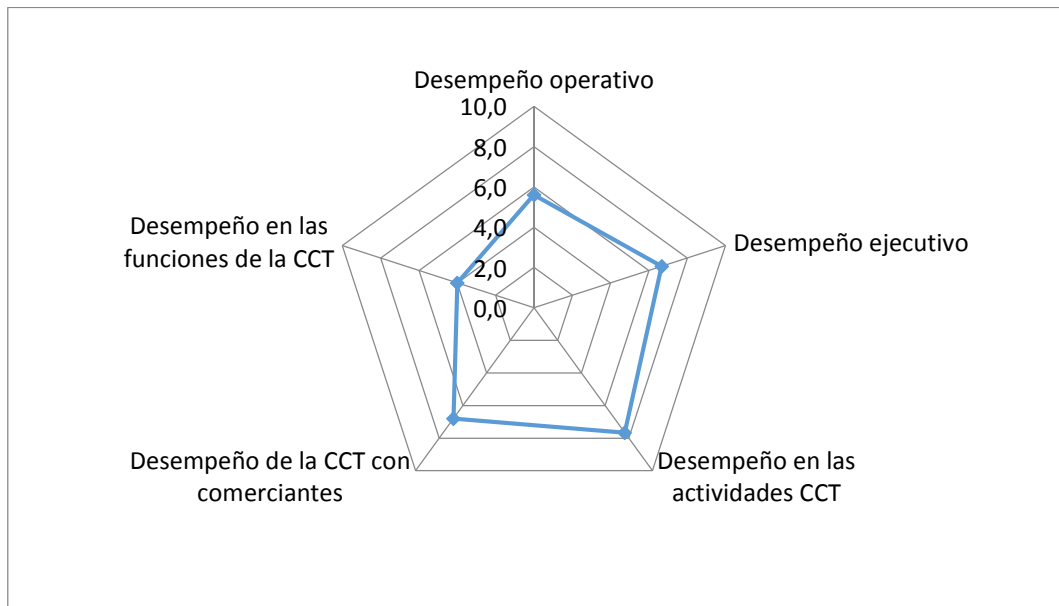 Desempeño operativo
10,0
8,0
6,0
4,0
2,0
0,0
Desempeño ejecutivo
Desempeño en las
actividades CCT
Desempeño de la CCT con
comerciantes
Desempeño en las
funciones de la CCT